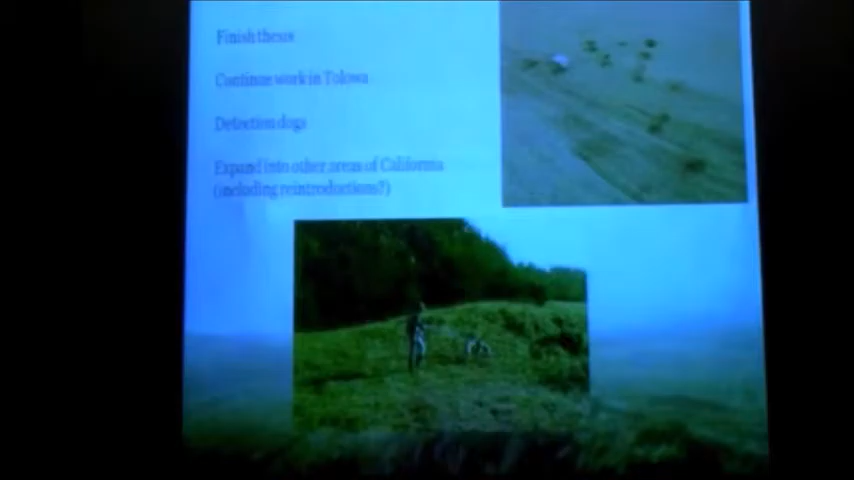 Finish thesis
Continue work in Tolowa
Detection dogs
Expand into other areas of California
(including reintroductions?)